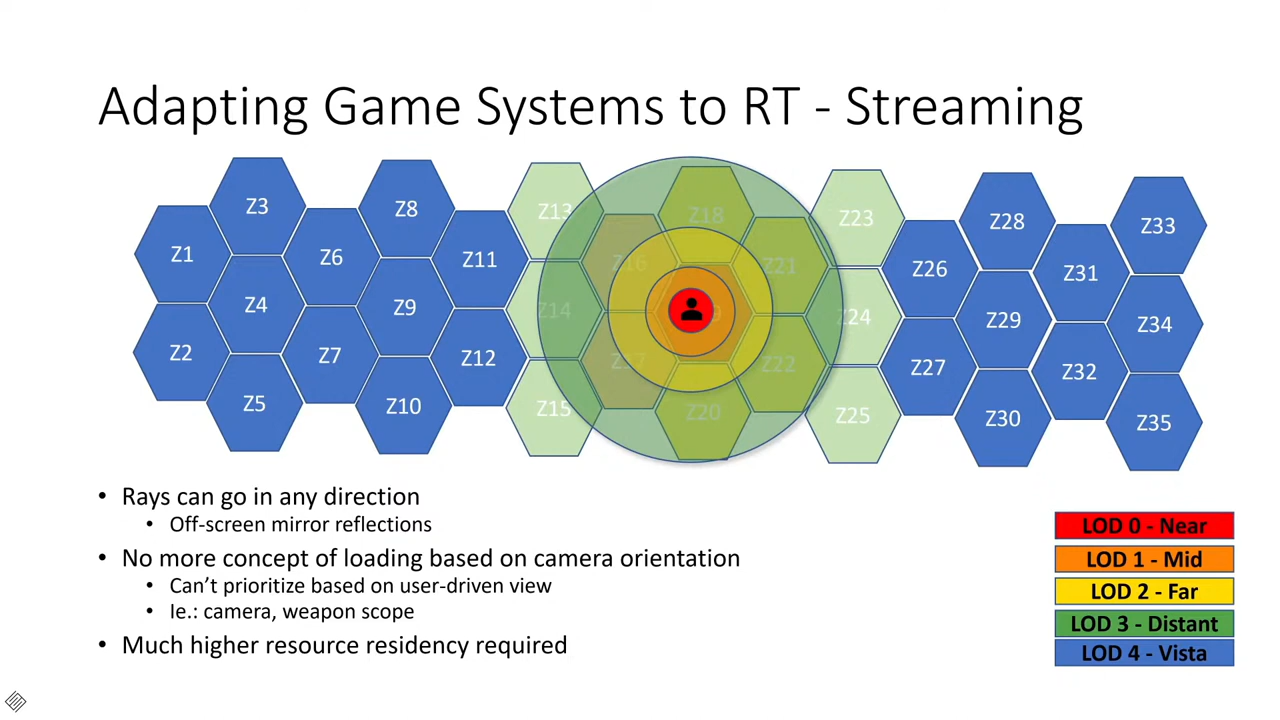 Adapting Game Systems to RT - Streaming
Z3
Z8
Z13
Z18
Z23
Z28
Z33
Z1
Z6
Z11
Z16
Z21
Z26
Z31
Z4
Z9
Z14
Z24
Z29
Z34
Z2
Z7
Z12
Z17
Z22
Z27
Z32
Z5
Z10
Z15
Z20
Z25
Z30
Z35
• Rays can go in any direction
• Off-screen mirror reflections
• No more concept of loading based on camera orientation
• Can’t prioritize based on user-driven view
• Ie.: camera, weapon scope
• Much higher resource residency required
LOD 0 - Near
LOD 1 - Mid
LOD 2 - Far
LOD 3 - Distant
LOD 4 - Vista